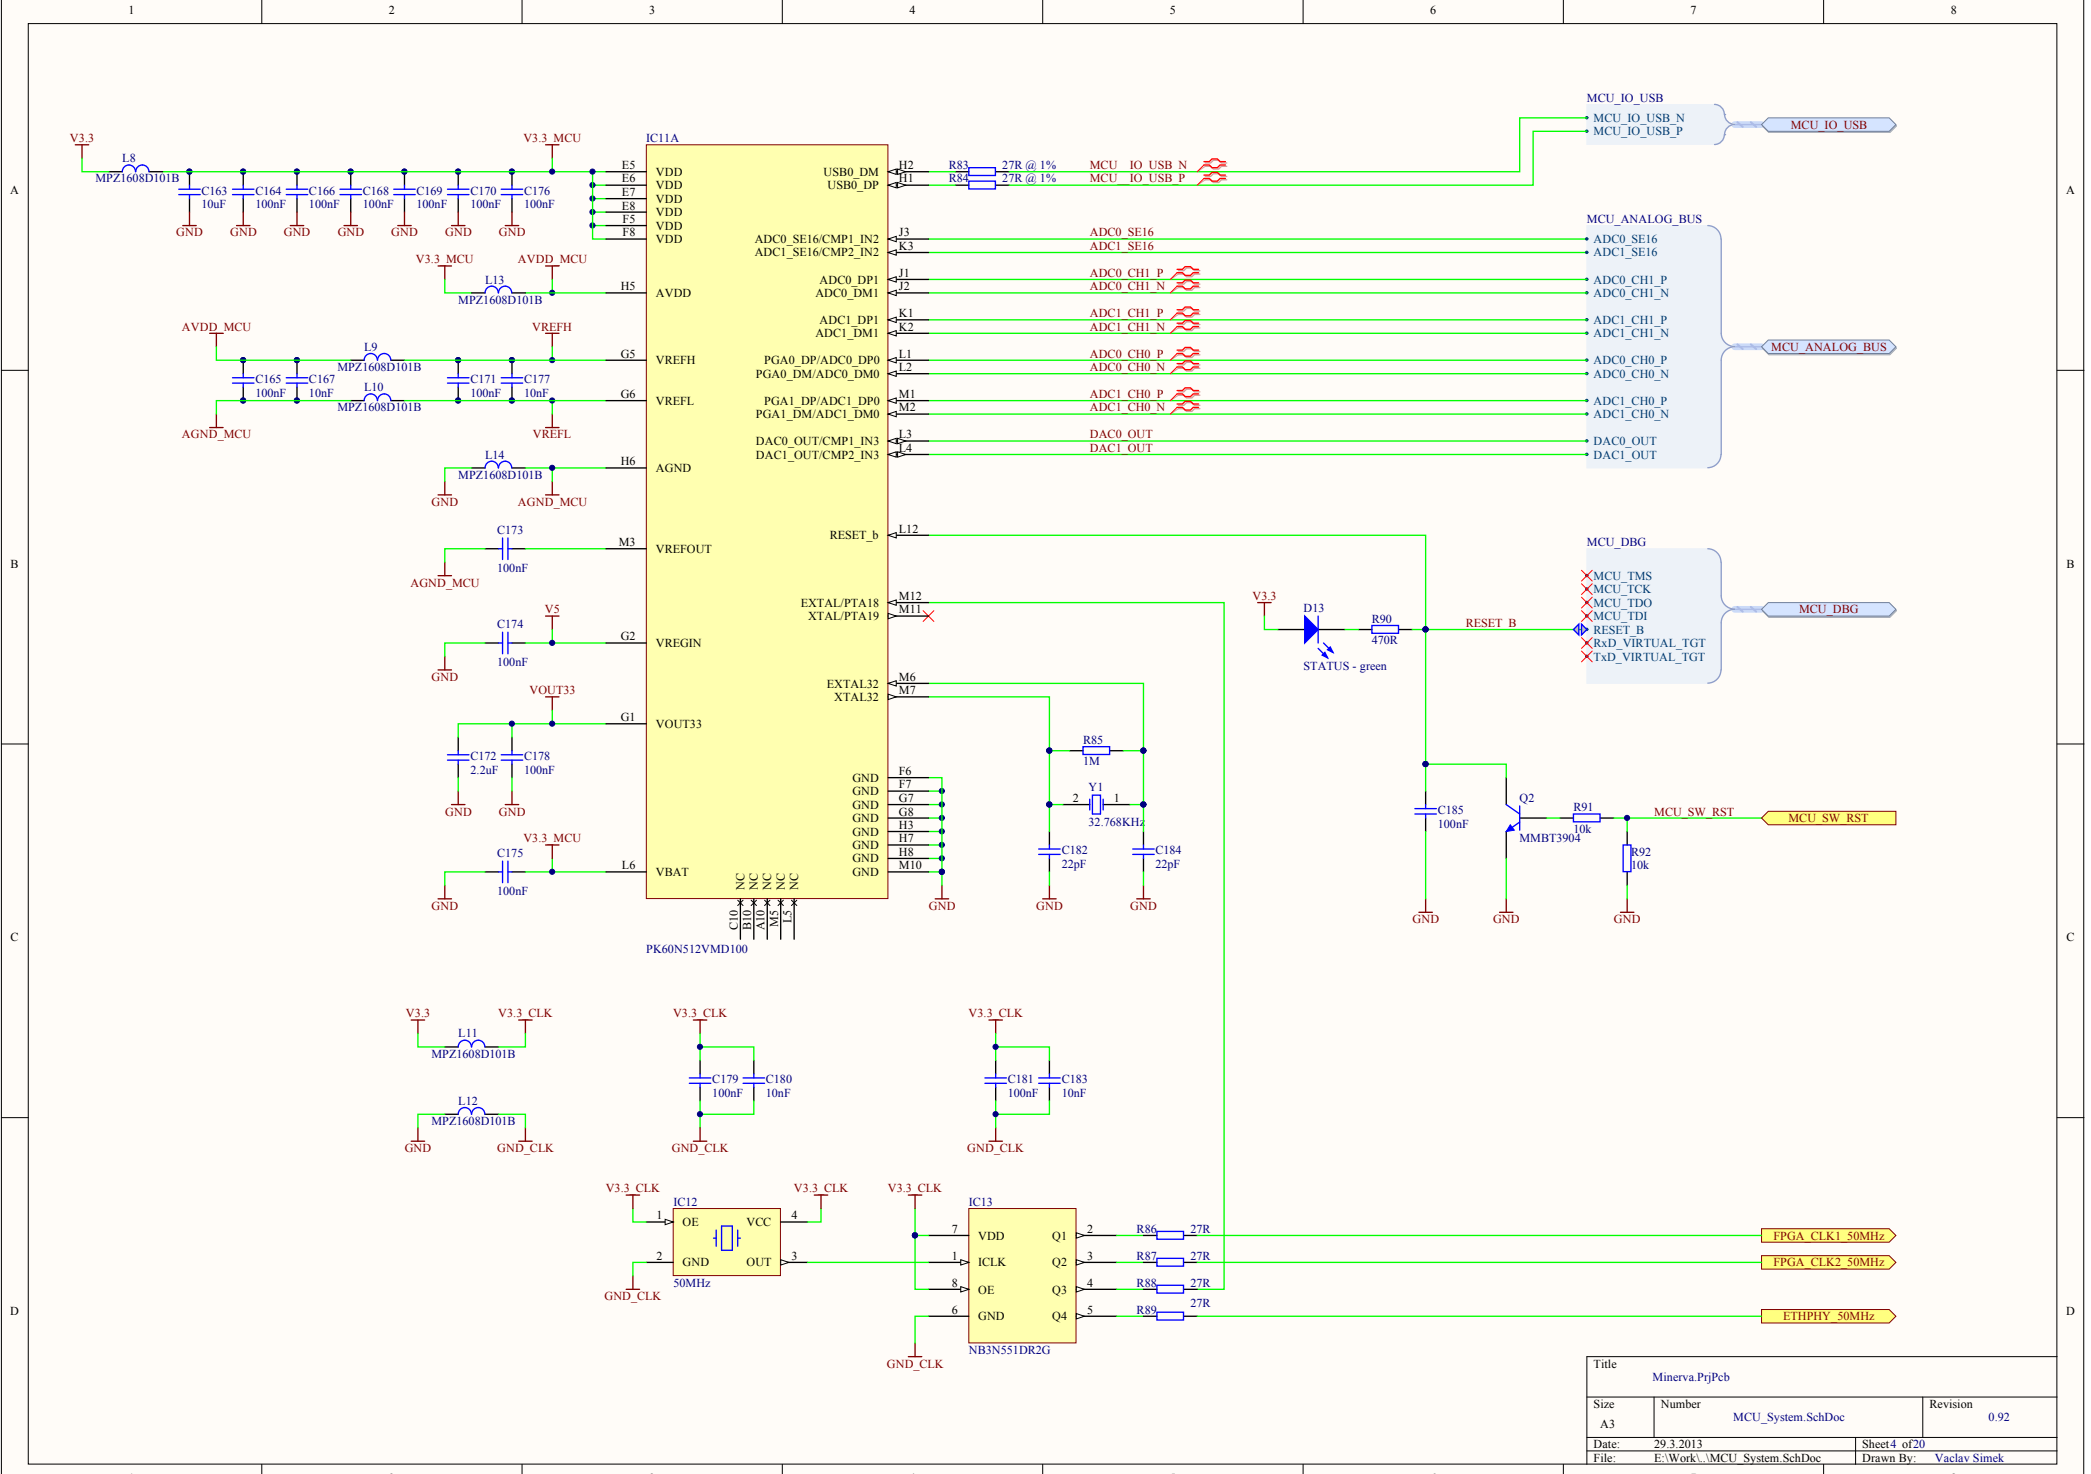 1 2 3 4 5 6 7 8
A
B
C
D
A
B
C
D
V3.3
L8
MPZ1608D101B
C163
10uF
GND
C164
100nF
GND
C166
100nF
GND
C168
100nF
GND
C169
100nF
GND
C170
100nF
GND
C176
100nF
GND
V3.3_MCU
V3.3_MCU
L13
MPZ1608D101B
AVDD_MCU
AVDD_MCU
L9
MPZ1608D101B
VREFH
C165
100nF
C167
10nF
L10
MPZ1608D101B
C171
100nF
C177
10nF
AGND_MCU
VREFL
L14
MPZ1608D101B
GND
AGND_MCU
C173
100nF
AGND_MCU
V5
C174
100nF
GND
VOUT33
C172
2.2uF
GND
C178
100nF
GND
V3.3_MCU
C175
100nF
GND
IC11A
E5 VDD
E6 VDD
E7 VDD
E8 VDD
F5 VDD
F8 VDD
H5 AVDD
G5 VREFH
G6 VREFL
H6 AGND
M3 VREFOUT
G2 VREGIN
G1 VOUT33
L6 VBAT
NC C10
NC B10
NC A10
NC M5
NC L5
PK60N512VMD100
USB0_DM H2 R83 27R @ 1% MCU_IO_USB_N
USB0_DP H1 R84 27R @ 1% MCU_IO_USB_P
ADC0_SE16/CMP1_IN2 J3 ADC0_SE16
ADC1_SE16/CMP2_IN2 K3 ADC1_SE16
ADC0_DP1 J1 ADC0_CH1_P
ADC0_DM1 J2 ADC0_CH1_N
ADC1_DP1 K1 ADC1_CH1_P
ADC1_DM1 K2 ADC1_CH1_N
PGA0_DP/ADC0_DP0 L1 ADC0_CH0_P
PGA0_DM/ADC0_DM0 L2 ADC0_CH0_N
PGA1_DP/ADC1_DP0 M1 ADC1_CH0_P
PGA1_DM/ADC1_DM0 M2 ADC1_CH0_N
DAC0_OUT/CMP1_IN3 L3 DAC0_OUT
DAC1_OUT/CMP2_IN3 L4 DAC1_OUT
RESET_b L12
EXTAL/PTA18 M12
XTAL/PTA19 M11
EXTAL32 M6
XTAL32 M7
GND F6
GND F7
GND G7
GND G8
GND H3
GND H7
GND H8
GND M10
GND
R85
1M
Y1
2 1
32.768KHz
C182
22pF
GND
C184
22pF
GND
MCU_IO_USB
MCU_IO_USB_N
MCU_IO_USB_P
MCU_IO_USB
MCU_ANALOG_BUS
ADC0_SE16
ADC1_SE16
ADC0_CH1_P
ADC0_CH1_N
ADC1_CH1_P
ADC1_CH1_N
ADC0_CH0_P
ADC0_CH0_N
ADC1_CH0_P
ADC1_CH0_N
DAC0_OUT
DAC1_OUT
MCU_ANALOG_BUS
MCU_DBG
MCU_TMS
MCU_TCK
MCU_TDO
MCU_TDI
RESET_B
RxD_VIRTUAL_TGT
TxD_VIRTUAL_TGT
MCU_DBG
V3.3
D13
STATUS - green
R90
470R
RESET_B
C185
100nF
GND
Q2
MMBT3904
GND
R91
10k
MCU_SW_RST
MCU_SW_RST
R92
10k
GND
V3.3
L11
MPZ1608D101B
V3.3_CLK
L12
MPZ1608D101B
GND
GND_CLK
V3.3_CLK
C179
100nF
C180
10nF
GND_CLK
V3.3_CLK
C181
100nF
C183
10nF
GND_CLK
V3.3_CLK
IC12
V3.3_CLK
1 OE VCC 4
2 GND OUT 3
50MHz
GND_CLK
V3.3_CLK
IC13
7 VDD Q1 2
1 ICLK Q2 3
8 OE Q3 4
6 GND Q4 5
NB3N551DR2G
GND_CLK
R86 27R
R87 27R
R88 27R
R89 27R
FPGA_CLK1_50MHz
FPGA_CLK2_50MHz
ETHPHY_50MHz
Title
Minerva.PrjPcb
Size Number Revision
A3 MCU_System.SchDoc 0.92
Date: 29.3.2013 Sheet4 of20
File: E:\Work\..\MCU_System.SchDoc Drawn By: Vaclav Simek